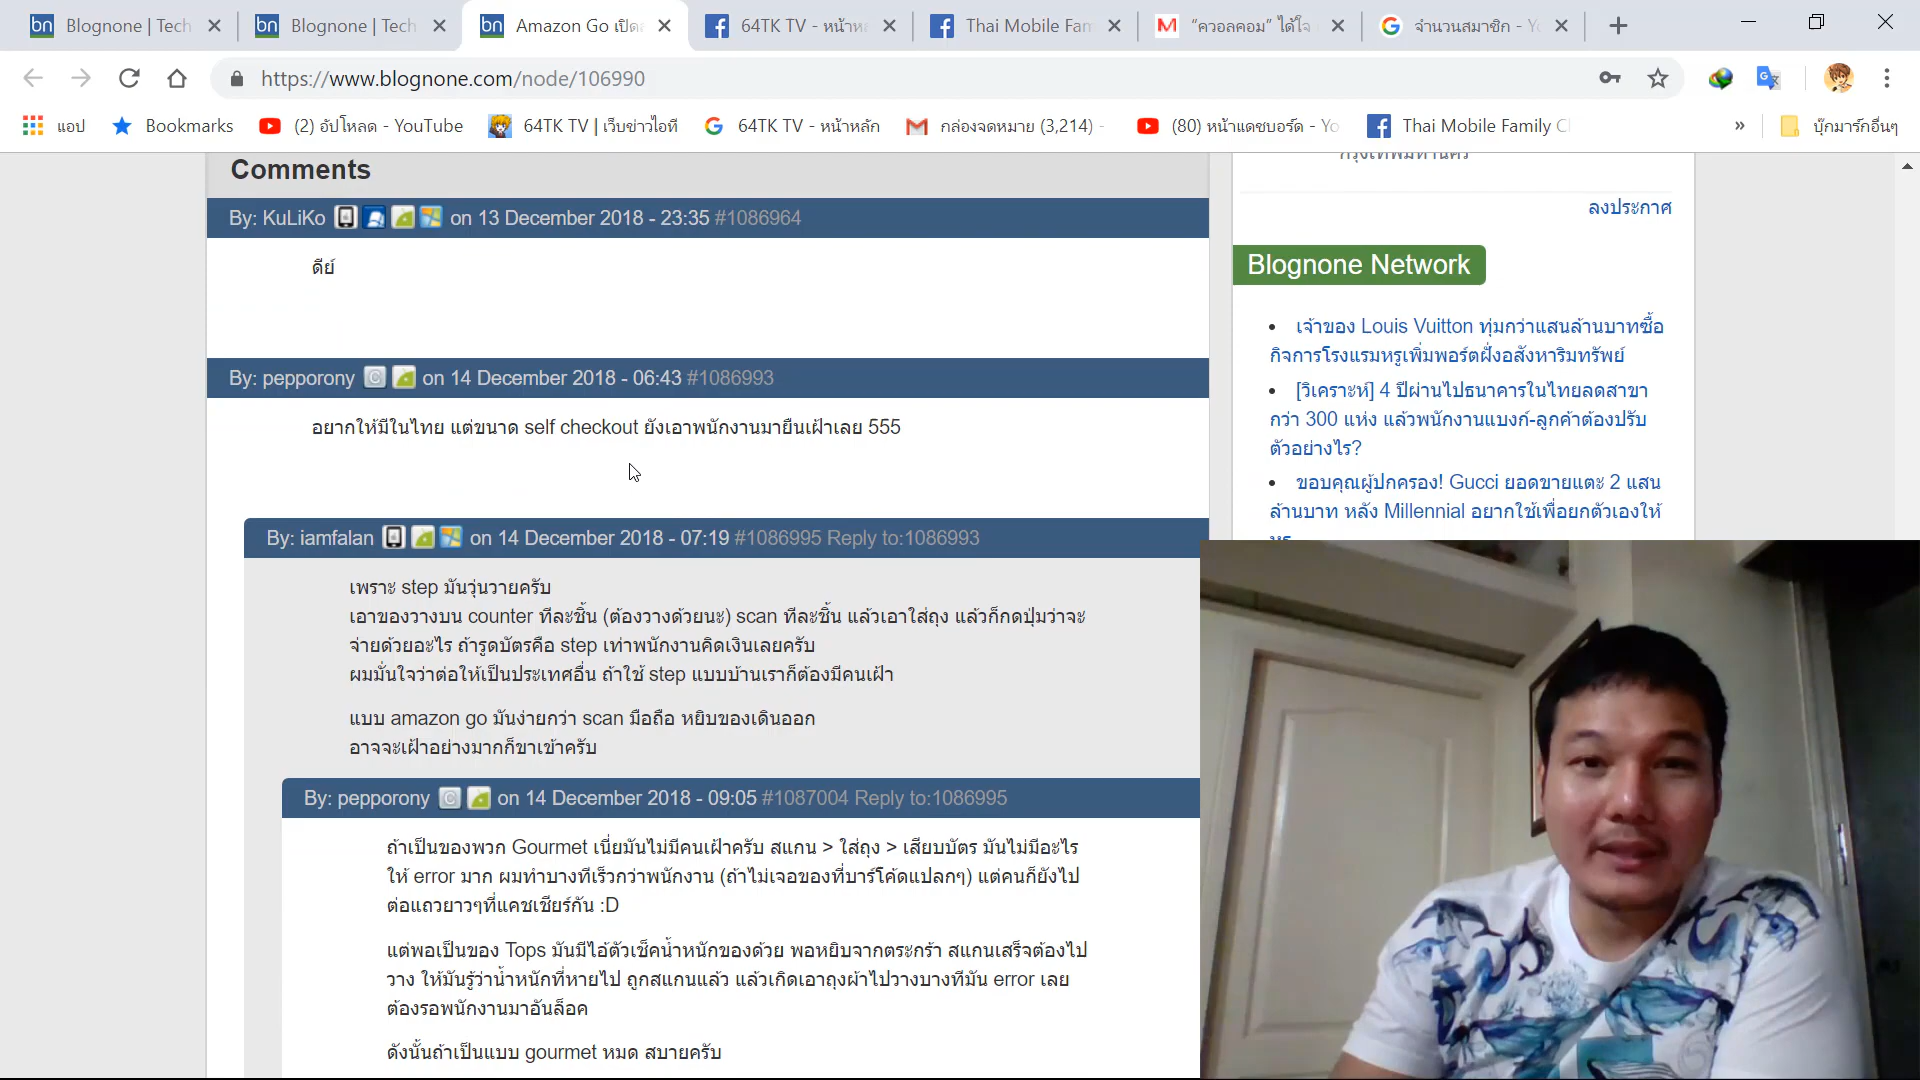 Blognone | Tech
Blognone | Tech
Amazon Go เปิด
64TK TV - หน้าห
Thai Mobile Fam
"ควอลคอม" ได้ใจ
จำนวนสมาชิก - Y
https://www.blognone.com/node/106990
แอป
Bookmarks
(2) อัปโหลด - YouTube
64TK TV | เว็บข่าวไอที
64TK TV - หน้าหลัก
กล่องจดหมาย (3,214) -
(80) หน้าแดชบอร์ด - Yo
Thai Mobile Family C
»
บุ๊กมาร์กอื่นๆ
Comments
By: KuLiKo on 13 December 2018 - 23:35 #1086964
ดีย์
By: pepporony on 14 December 2018 - 06:43 #1086993
อยากให้มีในไทย แต่ขนาด self checkout ยังเอาพนักงานมายืนเฝ้าเลย 555
By: iamfalan on 14 December 2018 - 07:19 #1086995 Reply to:1086993
เพราะ step มันวุ่นวายครับ
เอาของวางบน counter ทีละชิ้น (ต้องวางด้วยนะ) scan ทีละชิ้น แล้วเอาใส่ถุง แล้วก็กดปุ่มว่าจะ
จ่ายด้วยอะไร ถ้ารูดบัตรคือ step เท่าพนักงานคิดเงินเลยครับ
ผมมั่นใจว่าต่อให้เป็นประเทศอื่น ถ้าใช้ step แบบบ้านเราก็ต้องมีคนเฝ้า
แบบ amazon go มันง่ายกว่า scan มือถือ หยิบของเดินออก
อาจจะเฝ้าอย่างมากก็ขาเข้าครับ
By: pepporony on 14 December 2018 - 09:05 #1087004 Reply to:1086995
ถ้าเป็นของพวก Gourmet เนี่ยมันไม่มีคนเฝ้าครับ สแกน > ใส่ถุง > เสียบบัตร มันไม่มีอะไร
ให้ error มาก ผมทำบางทีเร็วกว่าพนักงาน (ถ้าไม่เจอของที่บาร์โค้ดแปลกๆ) แต่คนก็ยังไป
ต่อแถวยาวๆที่แคชเชียร์กัน :D
แต่พอเป็นของ Tops มันมีไอ้ตัวเช็คน้ำหนักของด้วย พอหยิบจากตระกร้า สแกนเสร็จต้องไป
วาง ให้มันรู้ว่าน้ำหนักที่หายไป ถูกสแกนแล้ว แล้วเกิดเอาถุงผ้าไปวางบางทีมัน error เลย
ต้องรอพนักงานมาอันล็อค
ดังนั้นถ้าเป็นแบบ gourmet หมด สบายครับ
กรุงเทพมหานคร
ลงประกาศ
Blognone Network
เจ้าของ Louis Vuitton ทุ่มกว่าแสนล้านบาทซื้อ
กิจการโรงแรมหรูเพิ่มพอร์ตฝั่งอสังหาริมทรัพย์
[วิเคราะห์] 4 ปีผ่านไปธนาคารในไทยลดสาขา
กว่า 300 แห่ง แล้วพนักงานแบงก์-ลูกค้าต้องปรับ
ตัวอย่างไร?
ขอบคุณผู้ปกครอง! Gucci ยอดขายแตะ 2 แสน
ล้านบาท หลัง Millennial อยากใช้เพื่อยกตัวเองให้